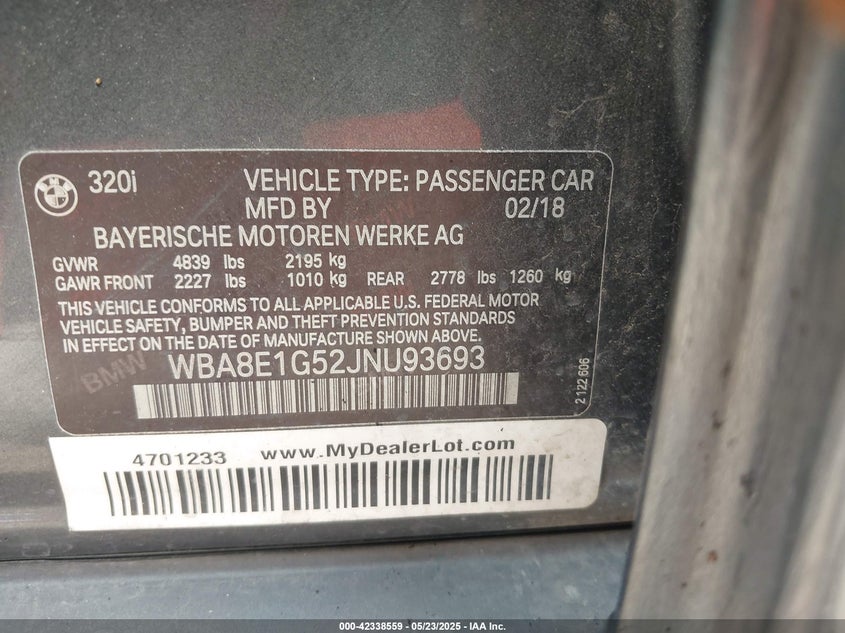 320i VEHICLE TYPE: PASSENGER CAR
MFD BY 02/18
BAYERISCHE MOTOREN WERKE AG
GVWR 4839 lbs 2195 kg
GAWR FRONT 2227 lbs 1010 kg REAR 2778 lbs 1260 kg
THIS VEHICLE CONFORMS TO ALL APPLICABLE U.S. FEDERAL MOTOR
VEHICLE SAFETY, BUMPER AND THEFT PREVENTION STANDARDS
IN EFFECT ON THE DATE OF MANUFACTURE SHOWN ABOVE.
BMW WBA8E1G52JNU93693
2122606
4701233 www.MyDealerLot.com
000-42338559 — 05/23/2025 — IAA Inc.